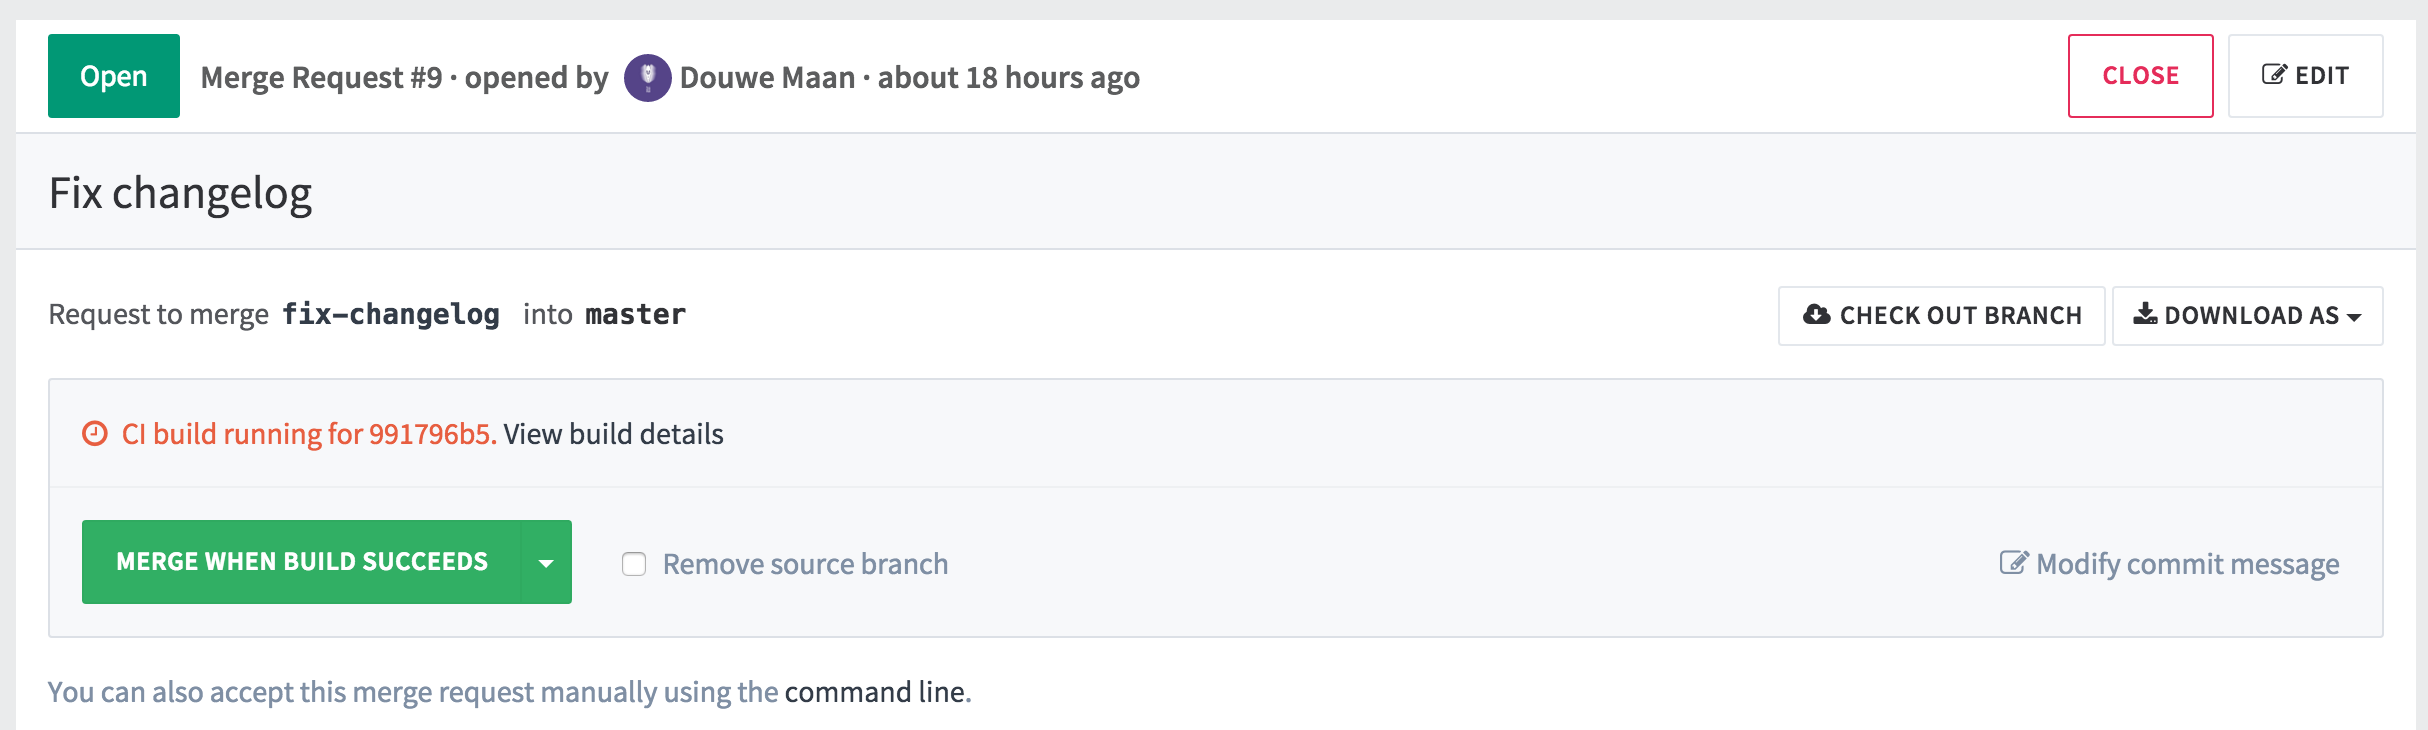 Open Merge Request #9 · opened by Douwe Maan · about 18 hours ago CLOSE EDIT
Fix changelog
Request to merge fix-changelog into master CHECK OUT BRANCH DOWNLOAD AS
CI build running for 991796b5. View build details
MERGE WHEN BUILD SUCCEEDS Remove source branch Modify commit message
You can also accept this merge request manually using the command line.